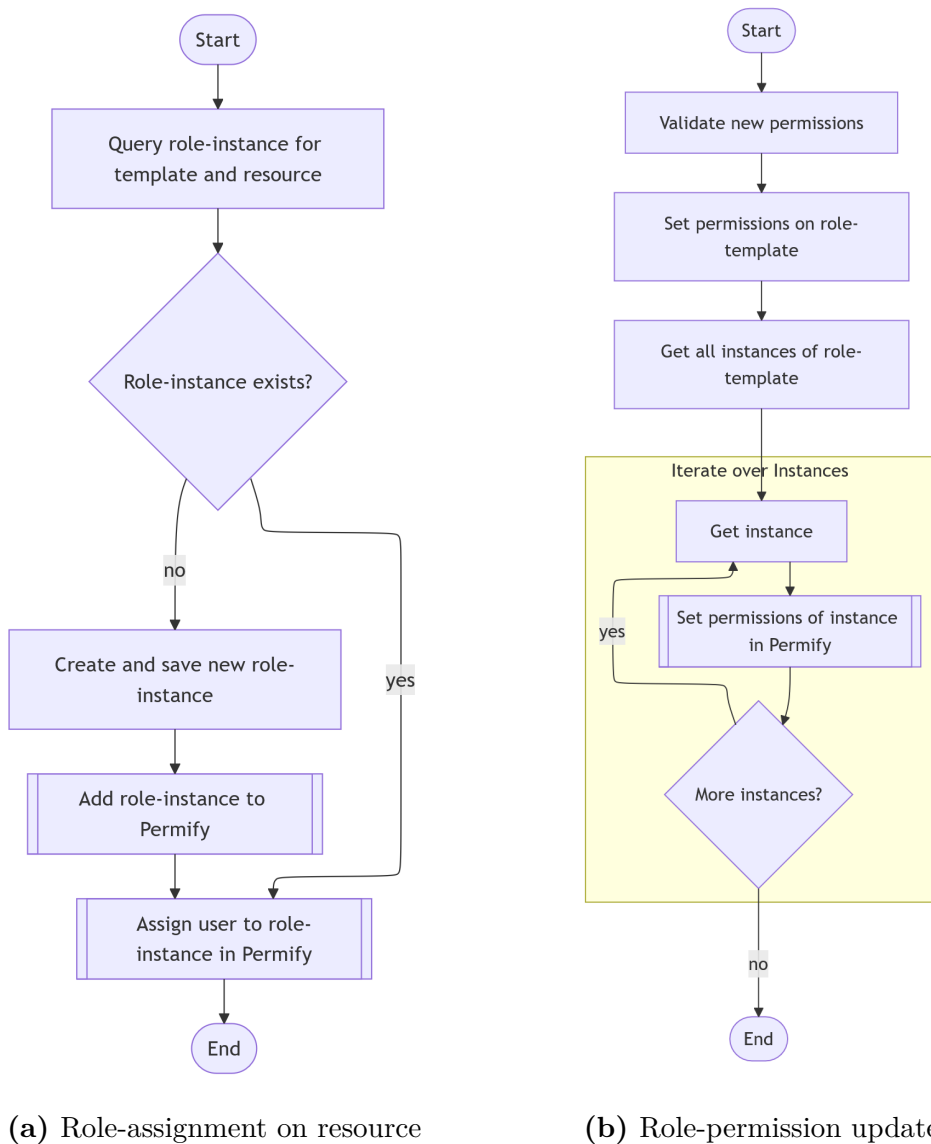 Start
Query role-instance for
template and resource
Role-instance exists?
no
yes
Create and save new role-
instance
Add role-instance to
Permify
Assign user to role-
instance in Permify
End
(a) Role-assignment on resource
Start
Validate new permissions
Set permissions on role-
template
Get all instances of role-
template
Iterate over Instances
Get instance
Set permissions of instance
in Permify
yes
More instances?
no
End
(b) Role-permission update